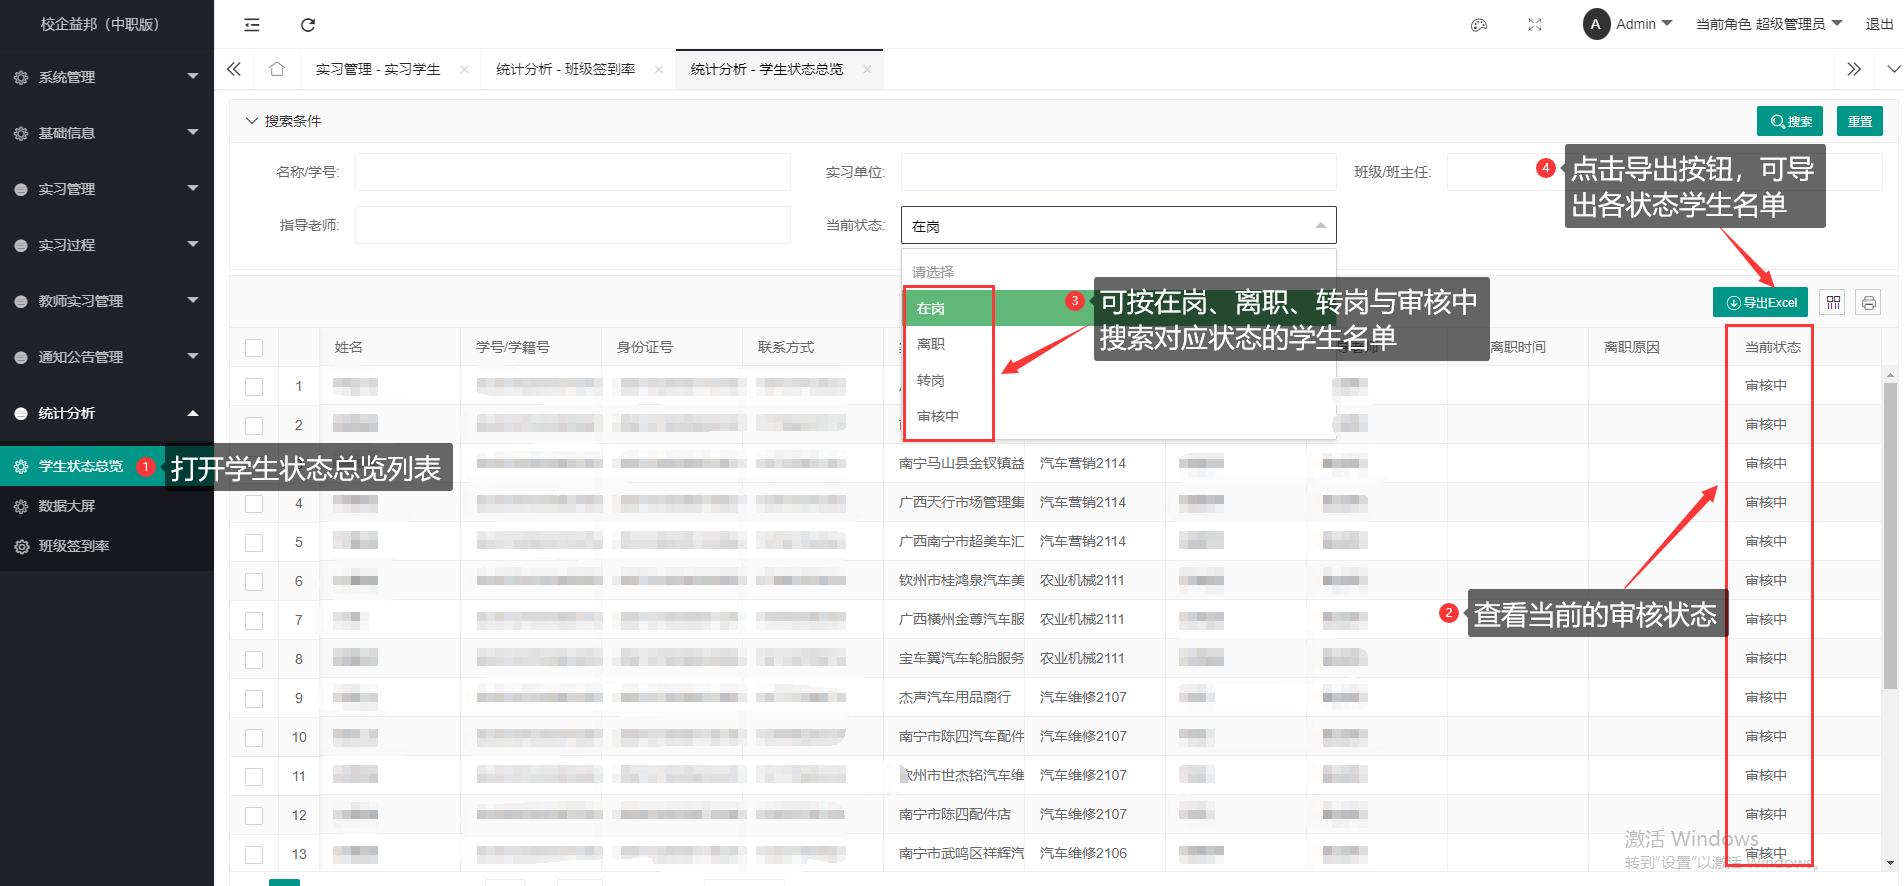 校企益邦（中职版）
A Admin 当前角色 超级管理员 退出
系统管理
基础信息
实习管理
实习过程
教师实习管理
通知公告管理
统计分析
学生状态总览
数据大屏
班级签到率
实习管理 - 实习学生 × 统计分析 - 班级签到率 × 统计分析 - 学生状态总览 ×
搜索条件 搜索 重置
名称/学号: 实习单位: 班级/班主任:
指导老师: 当前状态: 在岗
请选择
在岗
离职
转岗
审核中
1 打开学生状态总览列表
2 查看当前的审核状态
3 可按在岗、离职、转岗与审核中
搜索对应状态的学生名单
4 点击导出按钮，可导
出各状态学生名单
导出Excel
姓名 学号/学籍号 身份证号 联系方式 离职时间 离职原因 当前状态
1 审核中
2 审核中
南宁马山县金钗镇益 汽车营销2114 审核中
4 广西天行市场管理集 汽车营销2114 审核中
5 广西南宁市超美车汇 汽车营销2114 审核中
6 钦州市桂鸿泉汽车美 农业机械2111 审核中
7 广西横州金尊汽车服 农业机械2111 审核中
8 宝车翼汽车轮胎服务 农业机械2111 审核中
9 杰声汽车用品商行 汽车维修2107 审核中
10 南宁市陈四汽车配件 汽车维修2107 审核中
11 钦州市世杰铭汽车维 汽车维修2107 审核中
12 南宁市陈四配件店 汽车维修2107 审核中
13 南宁市武鸣区祥辉汽 汽车维修2106 审核中
激活 Windows
转到"设置"以激活 Windows。